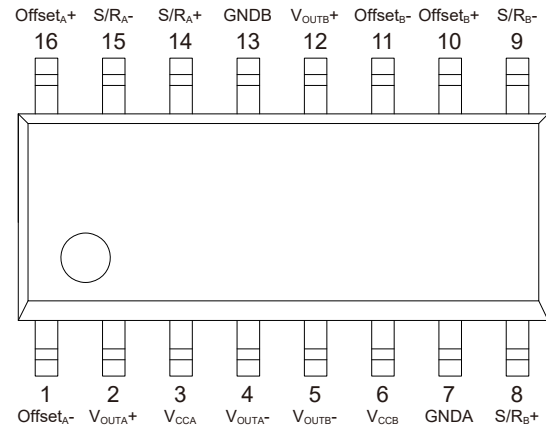 Offset_A+ S/R_A- S/R_A+ GNDB V_OUTB+ Offset_B- Offset_B+ S/R_B-
16 15 14 13 12 11 10 9
1 2 3 4 5 6 7 8
Offset_A- V_OUTA+ V_CCA V_OUTA- V_OUTB- V_CCB GNDA S/R_B+